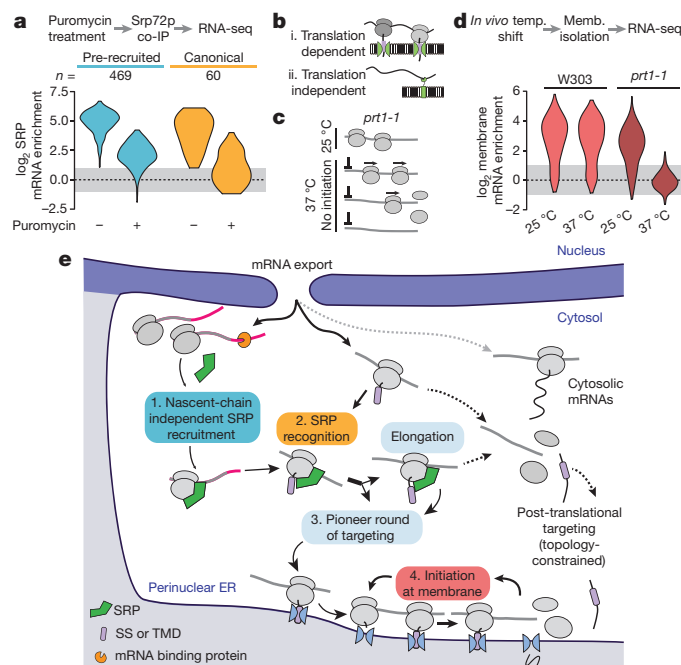 a
Puromycin treatment
Srp72p co-IP
RNA-seq
Pre-recruited
Canonical
n =
469
60
log2 SRP
mRNA enrichment
7.5
5.0
2.5
0.0
−2.5
Puromycin
−
+
−
+
b
i. Translation
dependent
ii. Translation
independent
c
prt1-1
25 °C
37 °C
No initiation
d
In vivo temp. shift
Memb. isolation
RNA-seq
W303
prt1-1
log2 membrane
mRNA enrichment
6
4
2
0
−2
25 °C
37 °C
25 °C
37 °C
e
Nucleus
mRNA export
Cytosol
Cytosolic
mRNAs
1. Nascent-chain
independent SRP
recruitment
2. SRP
recognition
Elongation
3. Pioneer round
of targeting
Post-translational
targeting
(topology-
constrained)
4. Initiation
at membrane
Perinuclear ER
SRP
SS or TMD
mRNA binding protein